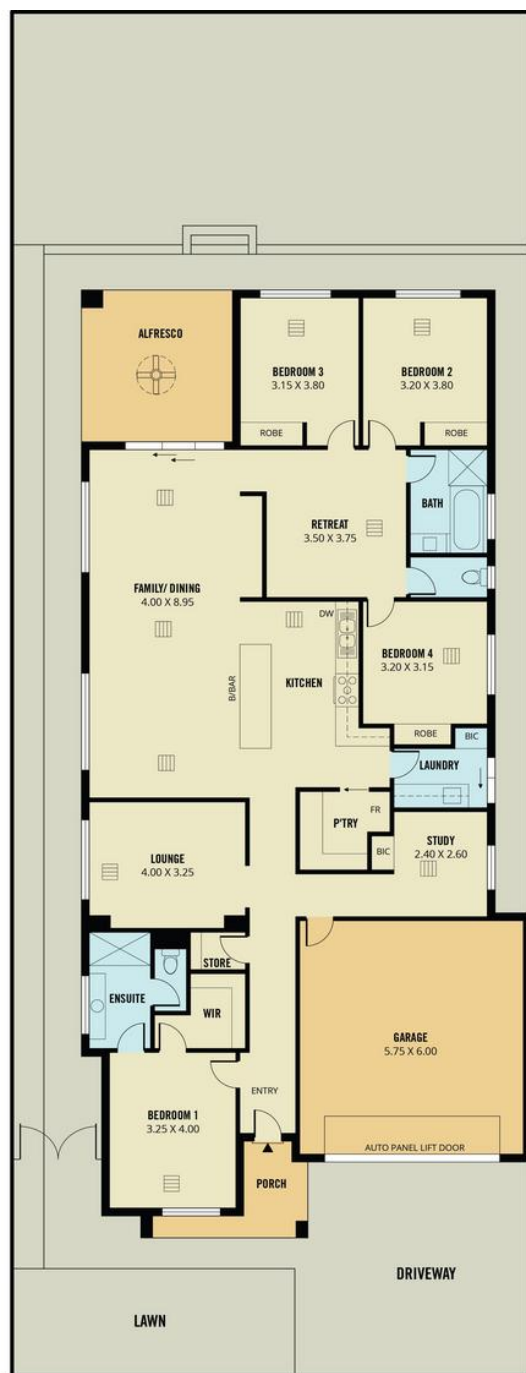 ALFRESCO
BEDROOM 3
3.15 X 3.80
BEDROOM 2
3.20 X 3.80
ROBE
ROBE
BATH
RETREAT
3.50 X 3.75
FAMILY/ DINING
4.00 X 8.95
DW
KITCHEN
B/BAR
BEDROOM 4
3.20 X 3.15
ROBE
BIC
LAUNDRY
FR
P'TRY
BIC
STUDY
2.40 X 2.60
LOUNGE
4.00 X 3.25
STORE
ENSUITE
WIR
GARAGE
5.75 X 6.00
ENTRY
BEDROOM 1
3.25 X 4.00
AUTO PANEL LIFT DOOR
PORCH
DRIVEWAY
LAWN